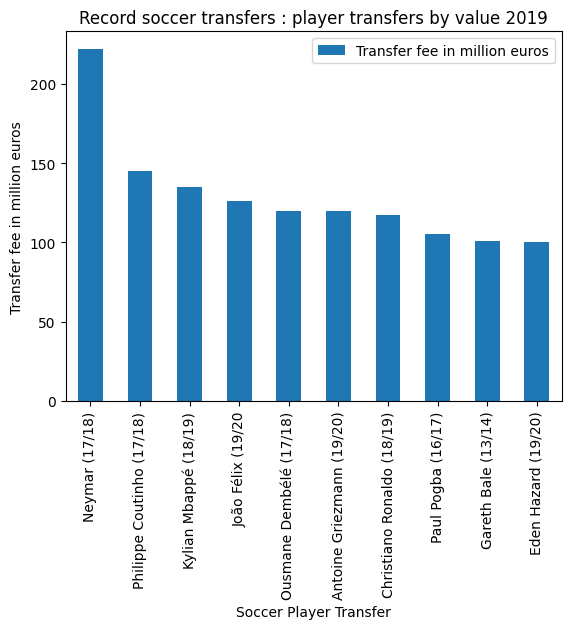 Record soccer transfers : player transfers by value 2019
Transfer fee in million euros
Transfer fee in million euros
200
150
100
50
0
Neymar (17/18)
Philippe Coutinho (17/18)
Kylian Mbappé (18/19)
João Félix (19/20
Ousmane Dembélé (17/18)
Antoine Griezmann (19/20)
Christiano Ronaldo (18/19)
Paul Pogba (16/17)
Gareth Bale (13/14)
Eden Hazard (19/20)
Soccer Player Transfer